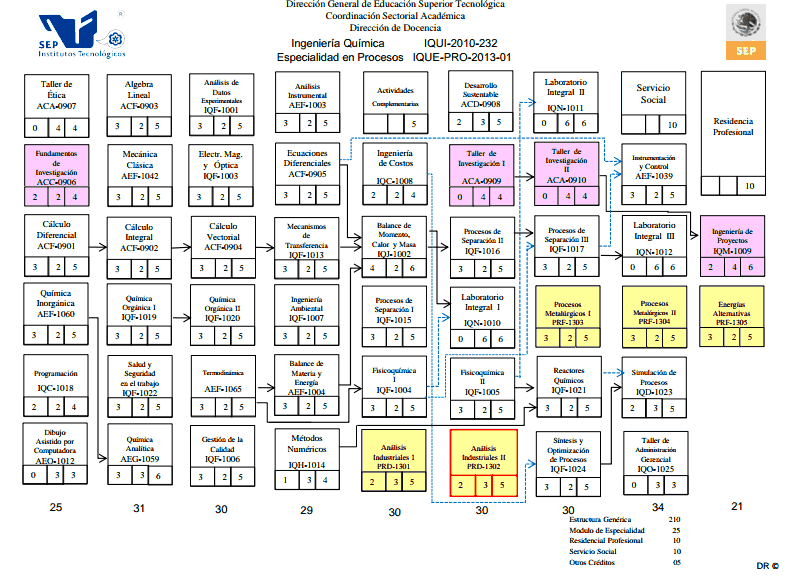 Dirección General de Educación Superior Tecnológica
Coordinación Sectorial Académica
Dirección de Docencia
Ingeniería Química IQUI-2010-232
Especialidad en Procesos IQUE-PRO-2013-01
SEP
Institutos Tecnológicos
SEP
Taller de
Ética
ACA-0907
0 4 4
Algebra
Lineal
ACF-0903
3 2 5
Análisis de
Datos
Experimentales
IQF-1001
3 2 5
Análisis
Instrumental
AEF-1003
3 2 5
Actividades
Complementarias
5
Desarrollo
Sustentable
ACD-0908
2 3 5
Laboratorio
Integral II
IQN-1011
0 6 6
Servicio
Social
10
Residencia
Profesional
10
Fundamentos
de
Investigación
ACC-0906
2 2 4
Mecánica
Clásica
AEF-1042
3 2 5
Electr. Mag.
y Óptica
IQF-1003
3 2 5
Ecuaciones
Diferenciales
ACF-0905
3 2 5
Ingeniería
de Costos
IQC-1008
2 2 4
Taller de
Investigación I
ACA-0909
0 4 4
Taller de
Investigación
II
ACA-0910
0 4 4
Instrumentación
y Control
AEF-1039
3 2 5
Cálculo
Diferencial
ACF-0901
3 2 5
Cálculo
Integral
ACF-0902
3 2 5
Cálculo
Vectorial
ACF-0904
3 2 5
Mecanismos
de
Transferencia
IQF-1013
3 2 5
Balance de
Momento,
Calor y Masa
IQJ-1002
4 2 6
Procesos de
Separación II
IQF-1016
3 2 5
Procesos de
Separación III
IQF-1017
3 2 5
Laboratorio
Integral III
IQN-1012
0 6 6
Ingeniería de
Proyectos
IQM-1009
2 4 6
Química
Inorgánica
AEF-1060
3 2 5
Química
Orgánica I
IQF-1019
3 2 5
Química
Orgánica II
IQF-1020
3 2 5
Ingeniería
Ambiental
IQF-1007
3 2 5
Procesos de
Separación I
IQF-1015
3 2 5
Laboratorio
Integral I
IQN-1010
0 6 6
Procesos
Metalúrgicos I
PRF-1303
3 2 5
Procesos
Metalúrgicos II
PRF-1304
3 2 5
Energías
Alternativas
PRF-1305
3 2 5
Programación
IQC-1018
2 2 4
Salud y
Seguridad
en el trabajo
IQF-1022
3 2 5
Termodinámica
AEF-1065
3 2 5
Balance de
Materia y
Energía
AEF-1004
3 2 5
Fisicoquímica
I
IQF-1004
3 2 5
Fisicoquímica
II
IQF-1005
3 2 5
Reactores
Químicos
IQF-1021
3 2 5
Simulación de
Procesos
IQD-1023
2 3 5
Dibujo
Asistido por
Computadora
AEO-1012
0 3 3
Química
Analítica
AEG-1059
3 3 6
Gestión de la
Calidad
IQF-1006
3 2 5
Métodos
Numéricos
IQH-1014
1 3 4
Análisis
Industriales I
PRD-1301
2 3 5
Análisis
Industriales II
PRD-1302
2 3 5
Síntesis y
Optimización
de Procesos
IQF-1024
3 2 5
Taller de
Administración
Gerencial
IQO-1025
0 3 3
25 31 30 29 30 30 30 34 21
Estructura Genérica 210
Modulo de Especialidad 25
Residencial Profesional 10
Servicio Social 10
Otros Créditos 05
DR ©